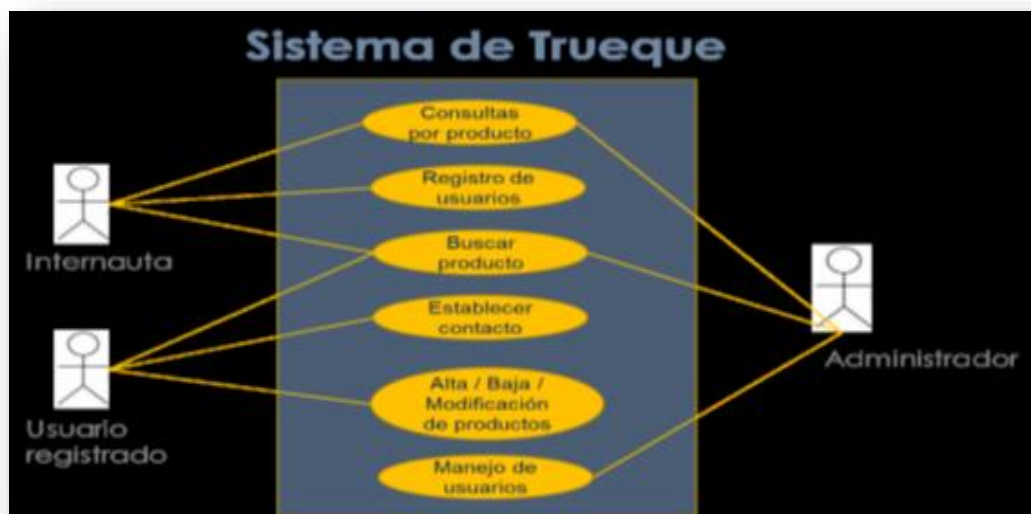 Sistema de Trueque
Consultas
por producto
Registro de
usuarios
Internauta
Buscar
producto
Establecer
contacto
Administrador
Alta / Baja /
Modificación
de productos
Usuario
registrado
Manejo de
usuarios